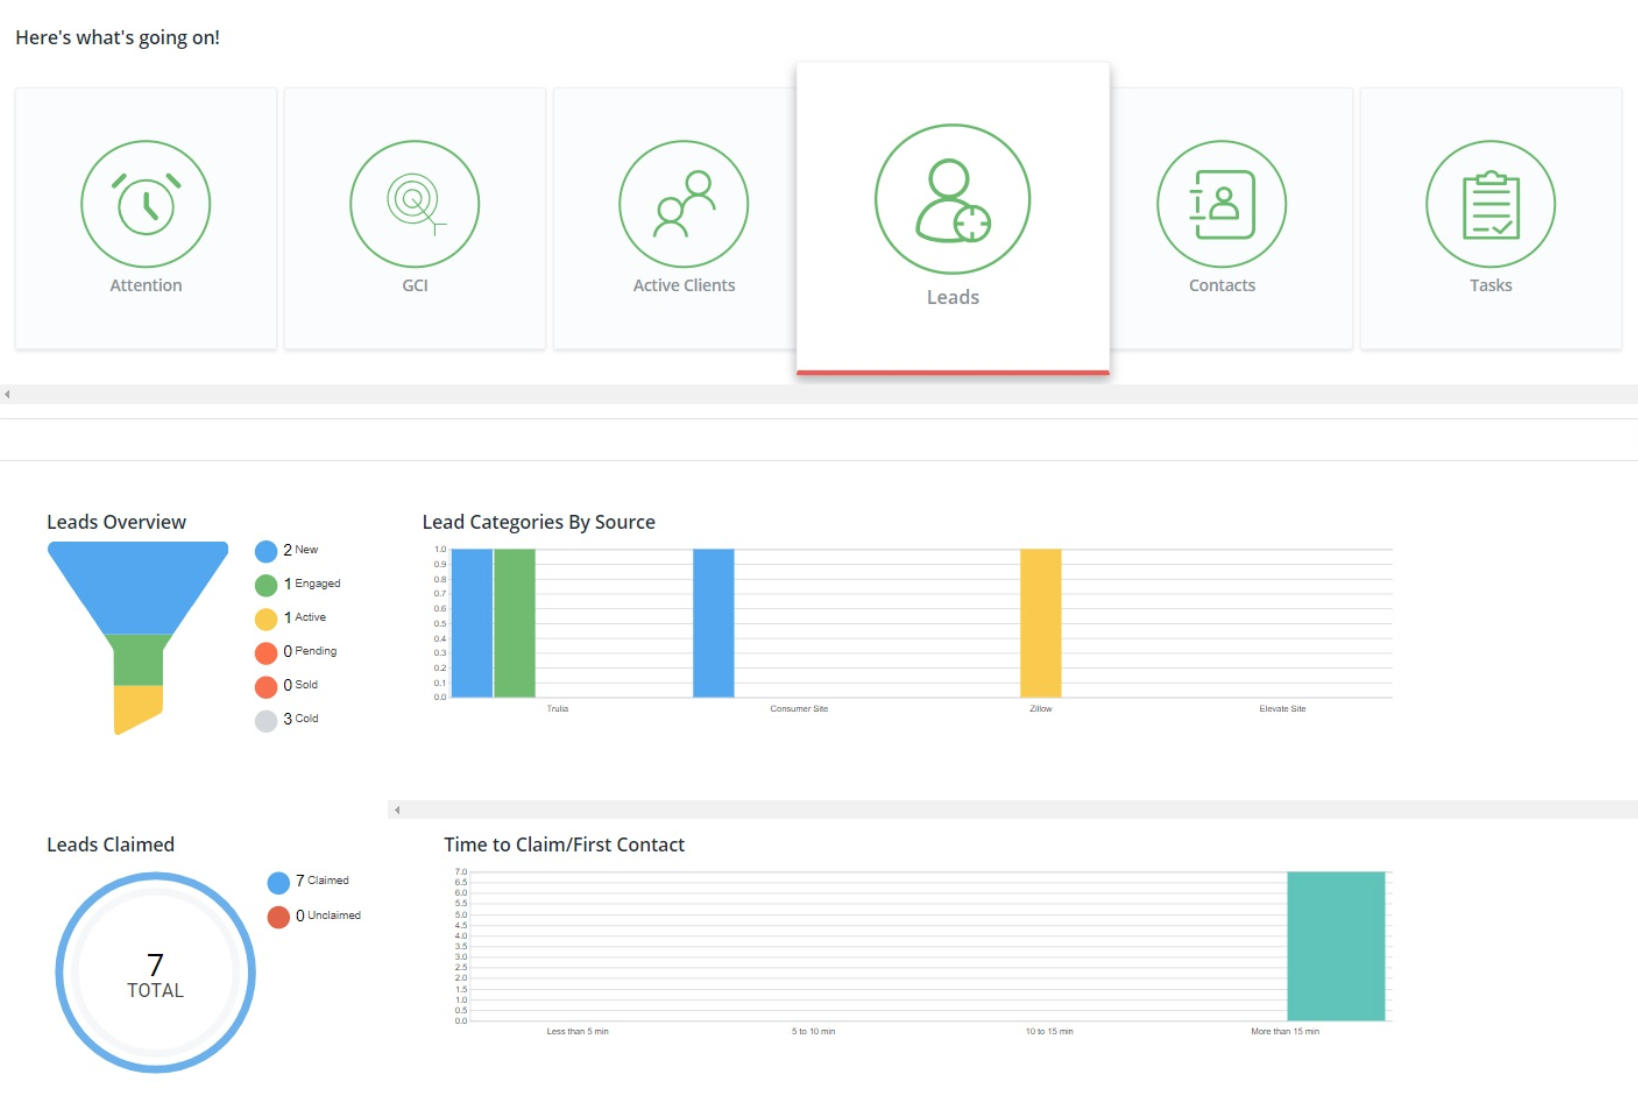 Here's what's going on!
Attention
GCI
Active Clients
Leads
Contacts
Tasks
Leads Overview
2 New
1 Engaged
1 Active
0 Pending
0 Sold
3 Cold
Lead Categories By Source
1.0
0.9
0.8
0.7
0.6
0.5
0.4
0.3
0.2
0.1
0.0
Trulia Consumer Site Zillow Elevate Site
Leads Claimed
7 TOTAL
7 Claimed
0 Unclaimed
Time to Claim/First Contact
7.0
6.5
6.0
5.5
5.0
4.5
4.0
3.5
3.0
2.5
2.0
1.5
1.0
0.5
0.0
Less than 5 min 5 to 10 min 10 to 15 min More than 15 min